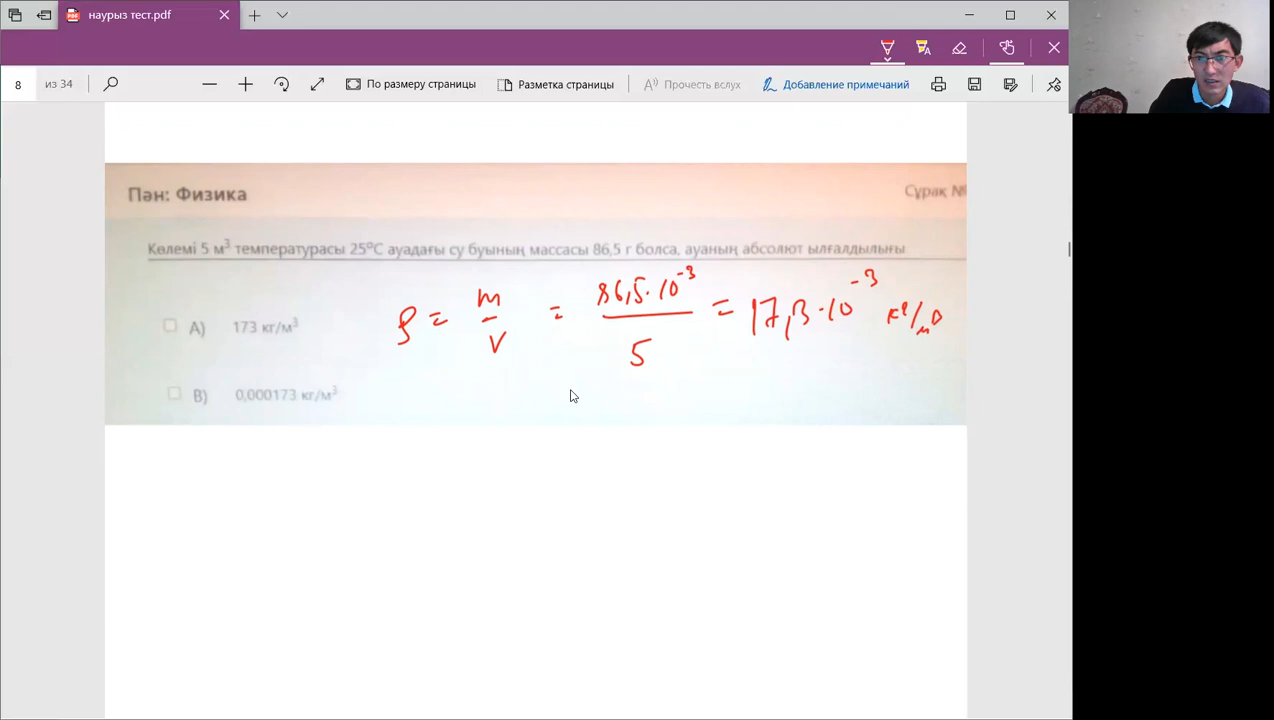 наурыз тест.pdf
8 из 34 По размеру страницы Разметка страницы Прочесть вслух Добавление примечаний
Пән: Физика
Сұрақ №
Көлемі 5 м³ температурасы 25⁰С ауадағы су буының массасы 86,5 г болса, ауаның абсолют ылғалдылығы
ρ = m/V = 86,5·10⁻³/5 = 17,3·10⁻³ кг/м³
A) 173 кг/м³
B) 0,000173 кг/м³